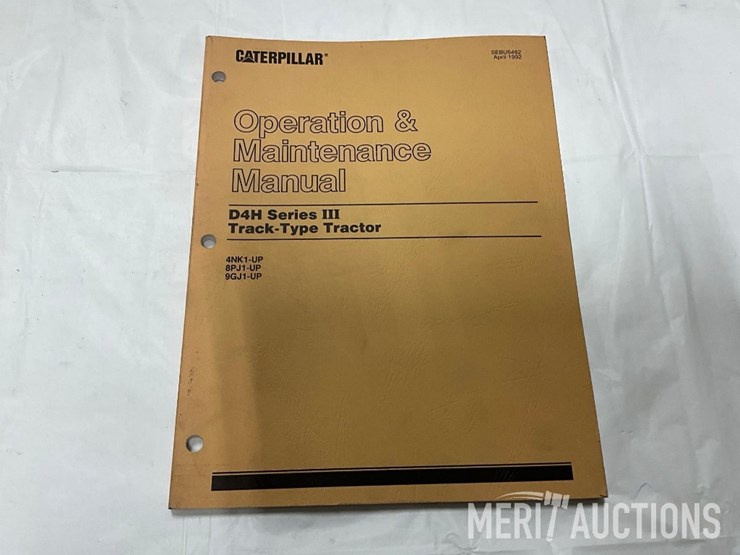 CATERPILLAR®
SEBU6462
April 1992
Operation &
Maintenance
Manual
D4H Series III
Track-Type Tractor
4NK1-UP
8PJ1-UP
9GJ1-UP
MERIT AUCTIONS